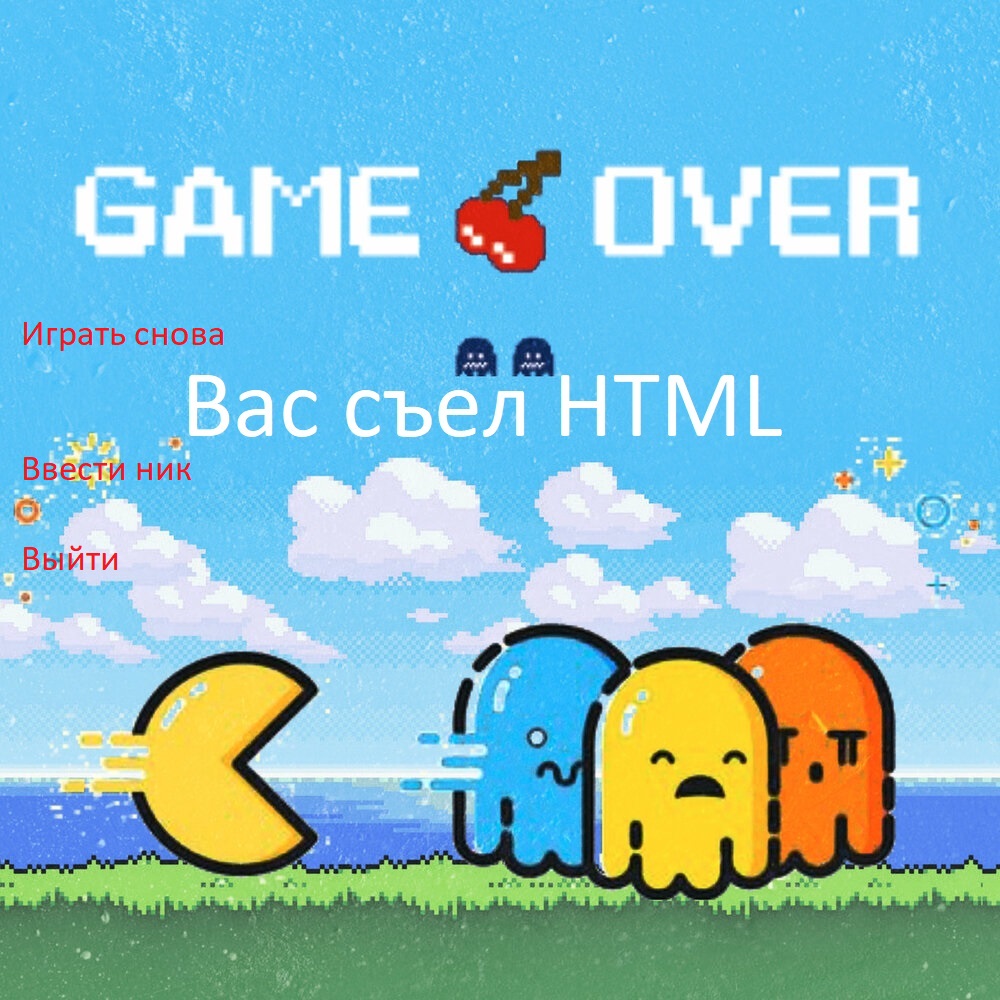 GAME OVER
Играть снова
Вас съел HTML
Ввести ник
Выйти